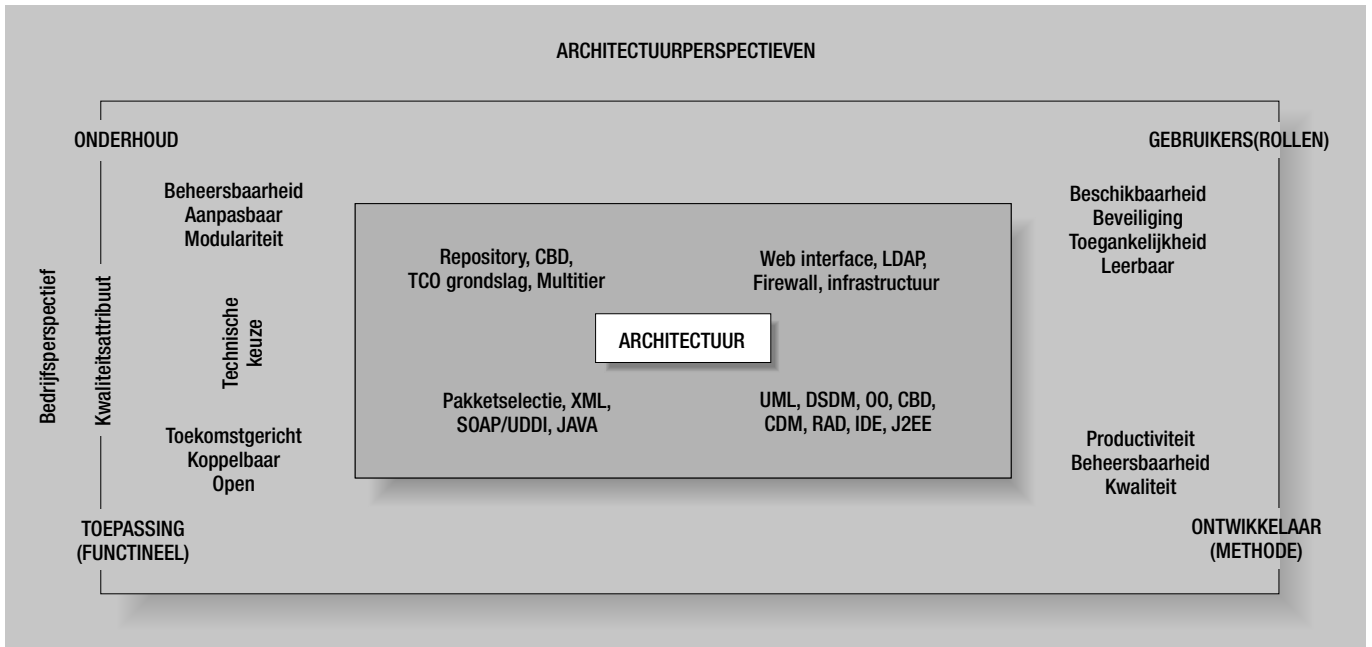 ARCHITECTUURPERSPECTIEVEN
ONDERHOUD
GEBRUIKERS(ROLLEN)
Beheersbaarheid
Aanpasbaar
Modulariteit
Beschikbaarheid
Beveiliging
Toegankelijkheid
Leerbaar
Repository, CBD,
TCO grondslag, Multitier
Web interface, LDAP,
Firewall, infrastructuur
Bedrijfsperspectief
Kwaliteitsattribuut
Technische
keuze
ARCHITECTUUR
Pakketselectie, XML,
SOAP/UDDI, JAVA
UML, DSDM, OO, CBD,
CDM, RAD, IDE, J2EE
Toekomstgericht
Koppelbaar
Open
Productiviteit
Beheersbaarheid
Kwaliteit
TOEPASSING
(FUNCTINEEL)
ONTWIKKELAAR
(METHODE)